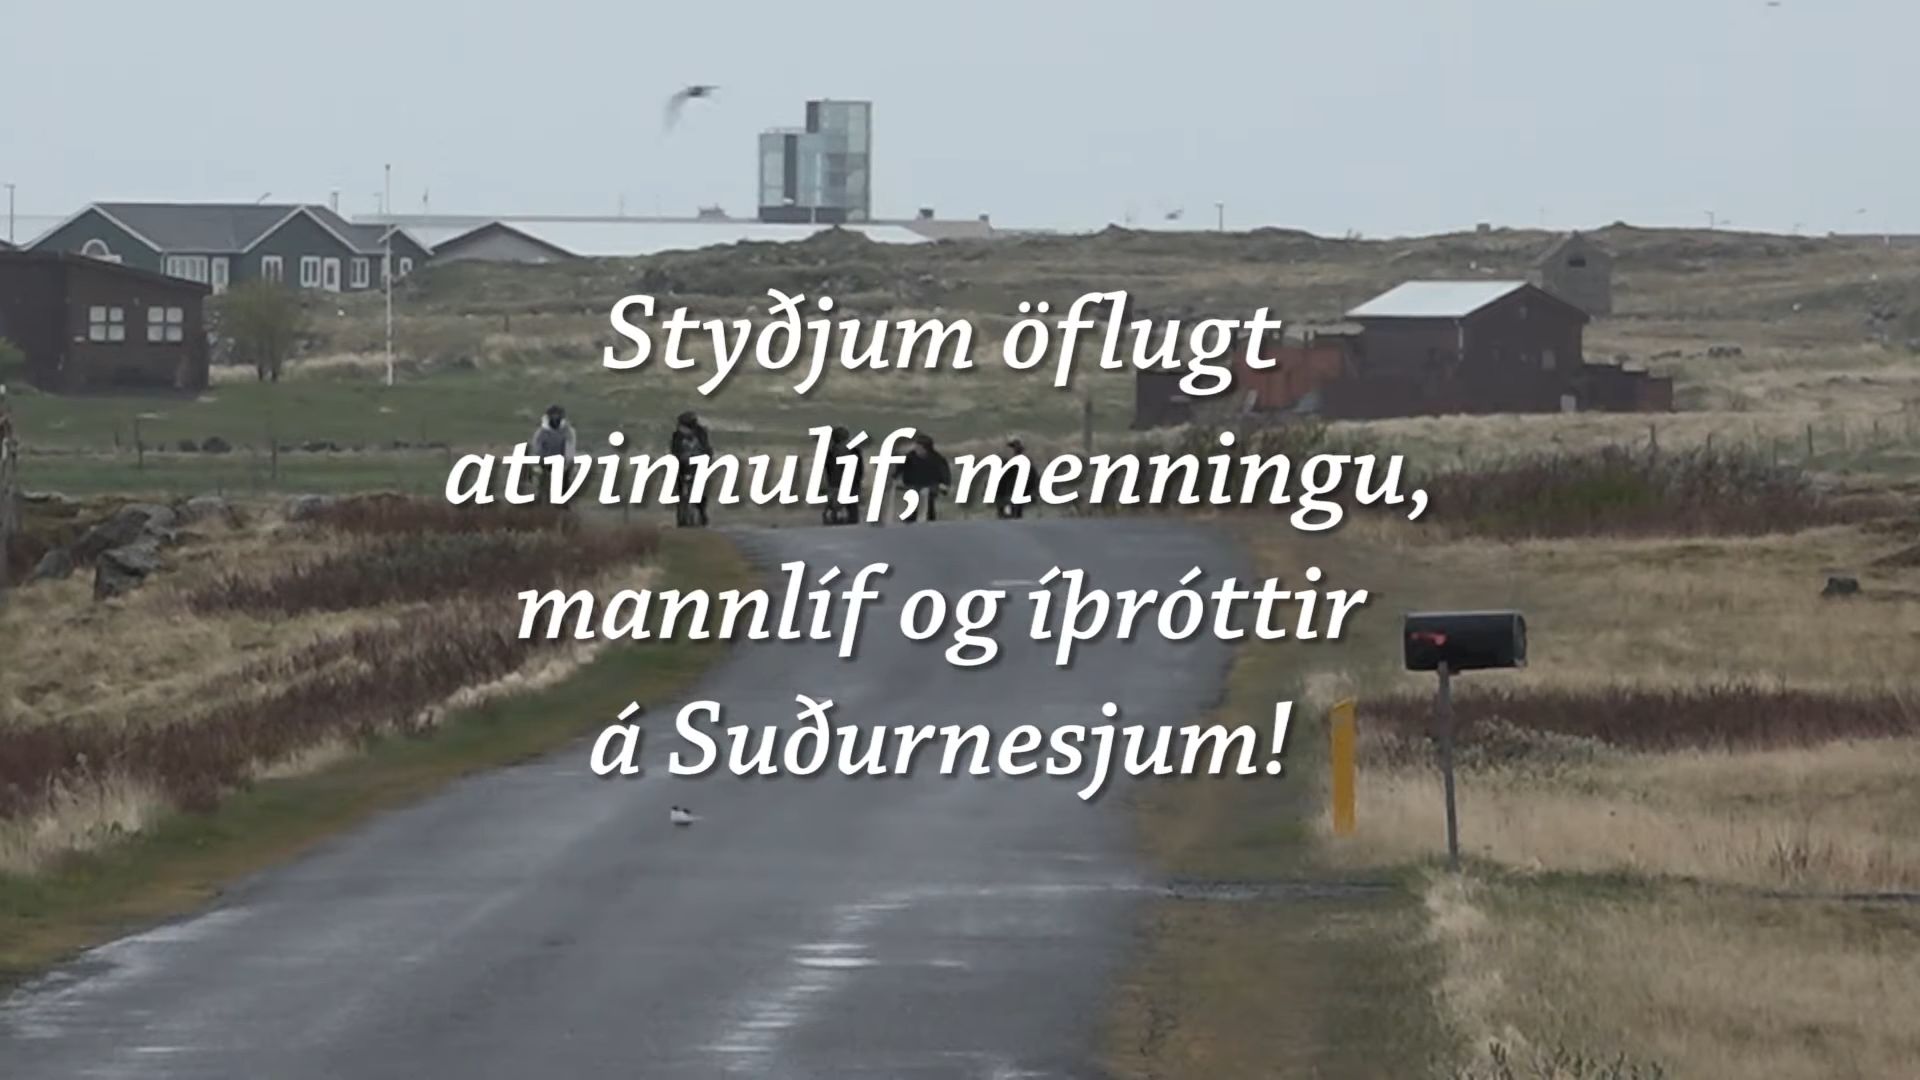 Styðjum öflugt
atvinnulíf, menningu,
mannlíf og íþróttir
á Suðurnesjum!